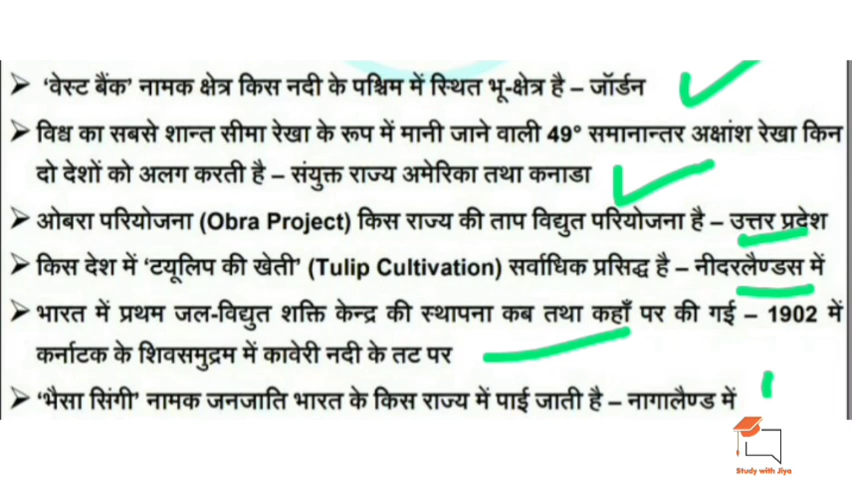 ➢ 'वेस्ट बैंक' नामक क्षेत्र किस नदी के पश्चिम में स्थित भू-क्षेत्र है – जॉर्डन
➢ विश्व का सबसे शान्त सीमा रेखा के रूप में मानी जाने वाली 49° समानान्तर अक्षांश रेखा किन
दो देशों को अलग करती है – संयुक्त राज्य अमेरिका तथा कनाडा
➢ ओबरा परियोजना (Obra Project) किस राज्य की ताप विद्युत परियोजना है – उत्तर प्रदेश
➢ किस देश में 'टयूलिप की खेती' (Tulip Cultivation) सर्वाधिक प्रसिद्ध है – नीदरलैण्डस में
➢ भारत में प्रथम जल-विद्युत शक्ति केन्द्र की स्थापना कब तथा कहाँ पर की गई – 1902 में
कर्नाटक के शिवसमुद्रम में कावेरी नदी के तट पर
➢ 'भैसा सिंगी' नामक जनजाति भारत के किस राज्य में पाई जाती है – नागालैण्ड में
Study with Jiya